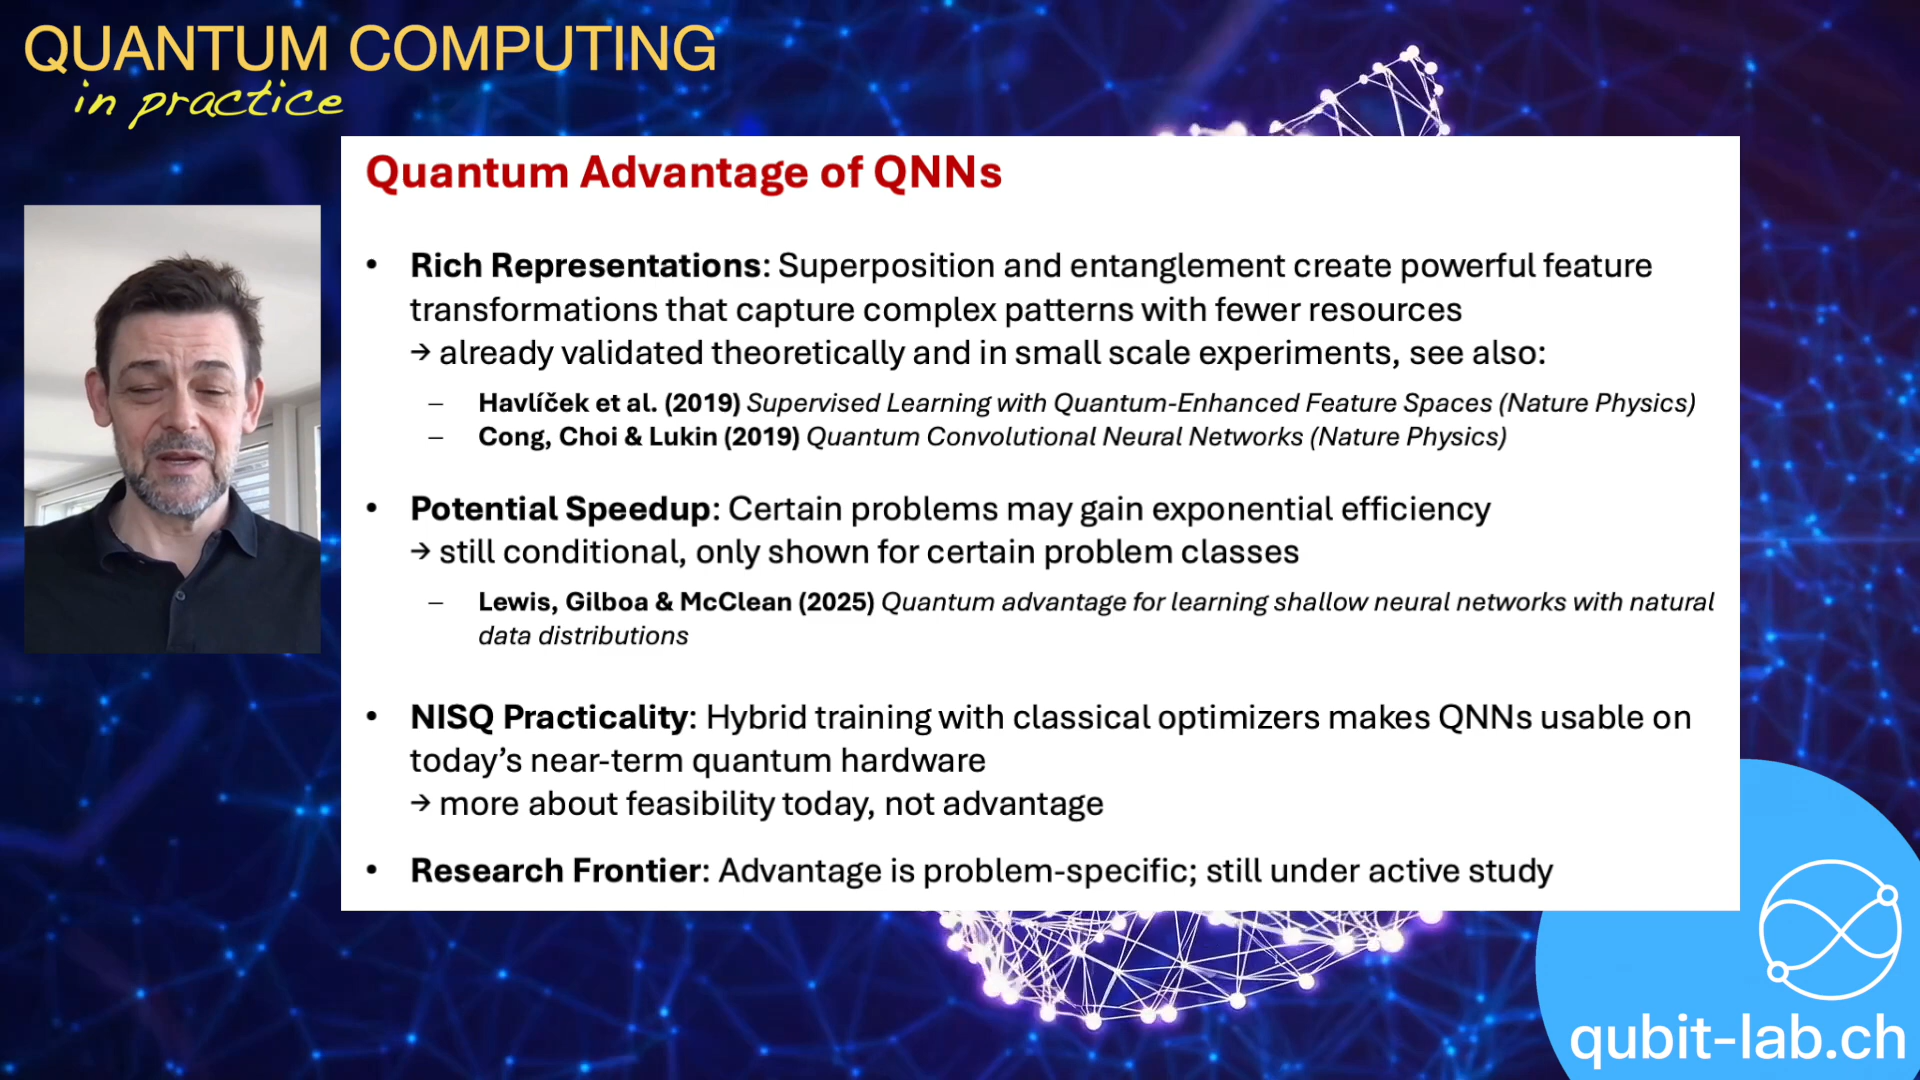 QUANTUM COMPUTING
in practice
Quantum Advantage of QNNs
• Rich Representations: Superposition and entanglement create powerful feature
transformations that capture complex patterns with fewer resources
→ already validated theoretically and in small scale experiments, see also:
– Havlíček et al. (2019) Supervised Learning with Quantum-Enhanced Feature Spaces (Nature Physics)
– Cong, Choi & Lukin (2019) Quantum Convolutional Neural Networks (Nature Physics)
• Potential Speedup: Certain problems may gain exponential efficiency
→ still conditional, only shown for certain problem classes
– Lewis, Gilboa & McClean (2025) Quantum advantage for learning shallow neural networks with natural
data distributions
• NISQ Practicality: Hybrid training with classical optimizers makes QNNs usable on
today’s near-term quantum hardware
→ more about feasibility today, not advantage
• Research Frontier: Advantage is problem-specific; still under active study
qubit-lab.ch